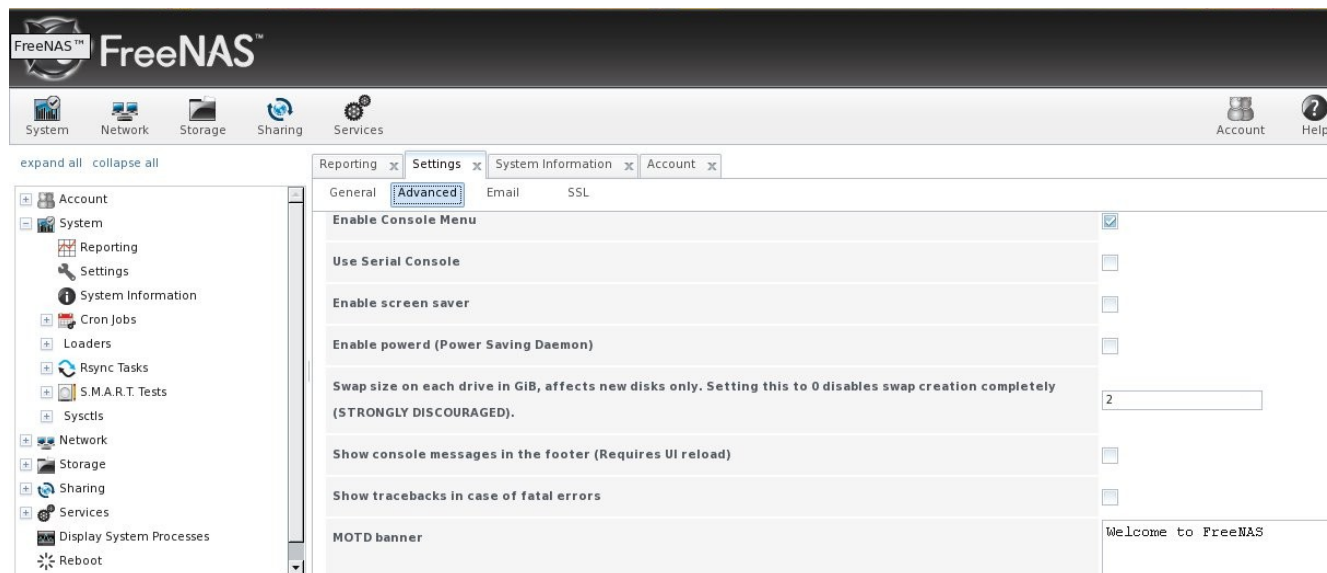 FreeNAS™
FreeNAS™
System Network Storage Sharing Services Account Help
expand all collapse all
Account
System
Reporting
Settings
System Information
Cron Jobs
Loaders
Rsync Tasks
S.M.A.R.T. Tests
Sysctls
Network
Storage
Sharing
Services
Display System Processes
Reboot
Reporting x Settings x System Information x Account x
General Advanced Email SSL
Enable Console Menu
Use Serial Console
Enable screen saver
Enable powerd (Power Saving Daemon)
Swap size on each drive in GiB, affects new disks only. Setting this to 0 disables swap creation completely
(STRONGLY DISCOURAGED).
2
Show console messages in the footer (Requires UI reload)
Show tracebacks in case of fatal errors
MOTD banner
Welcome to FreeNAS